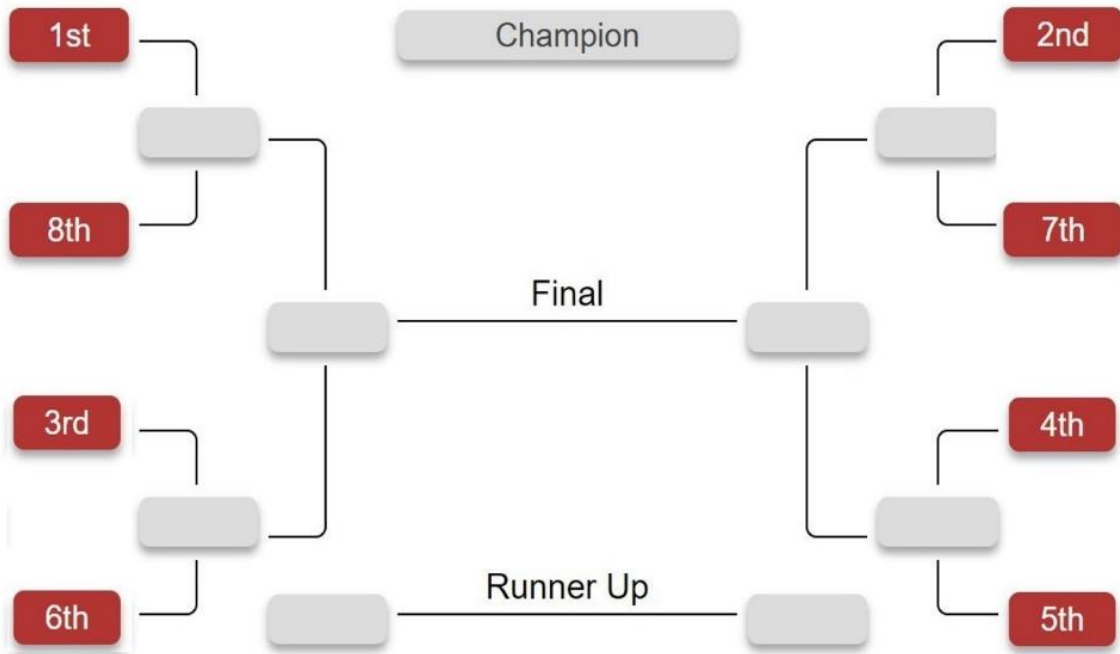 1st
Champion
2nd
8th
7th
Final
3rd
4th
Runner Up
6th
5th